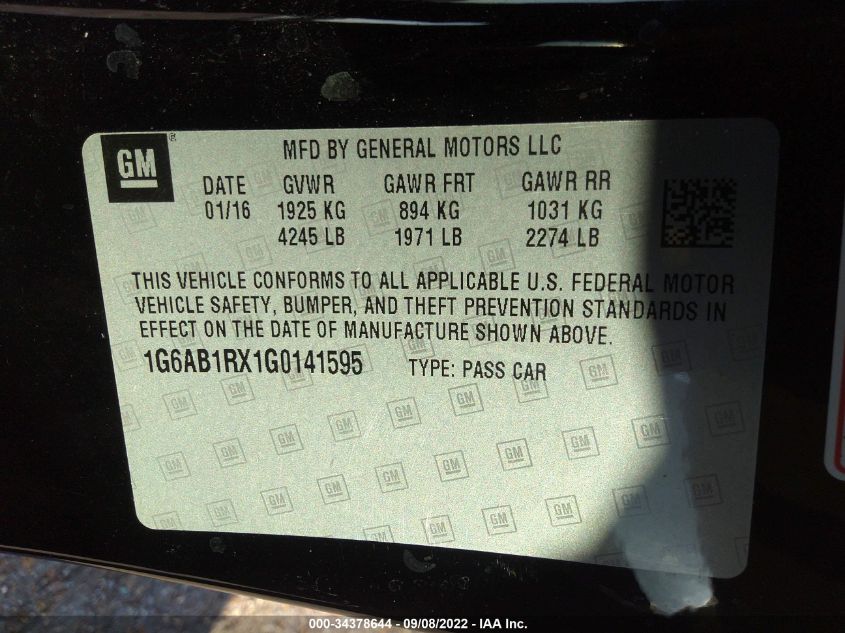 GM ®
MFD BY GENERAL MOTORS LLC
DATE GVWR GAWR FRT GAWR RR
01/16 1925 KG 894 KG 1031 KG
4245 LB 1971 LB 2274 LB
THIS VEHICLE CONFORMS TO ALL APPLICABLE U.S. FEDERAL MOTOR
VEHICLE SAFETY, BUMPER, AND THEFT PREVENTION STANDARDS IN
EFFECT ON THE DATE OF MANUFACTURE SHOWN ABOVE.
1G6AB1RX1G0141595 TYPE: PASS CAR
000-34378644 - 09/08/2022 - IAA Inc.